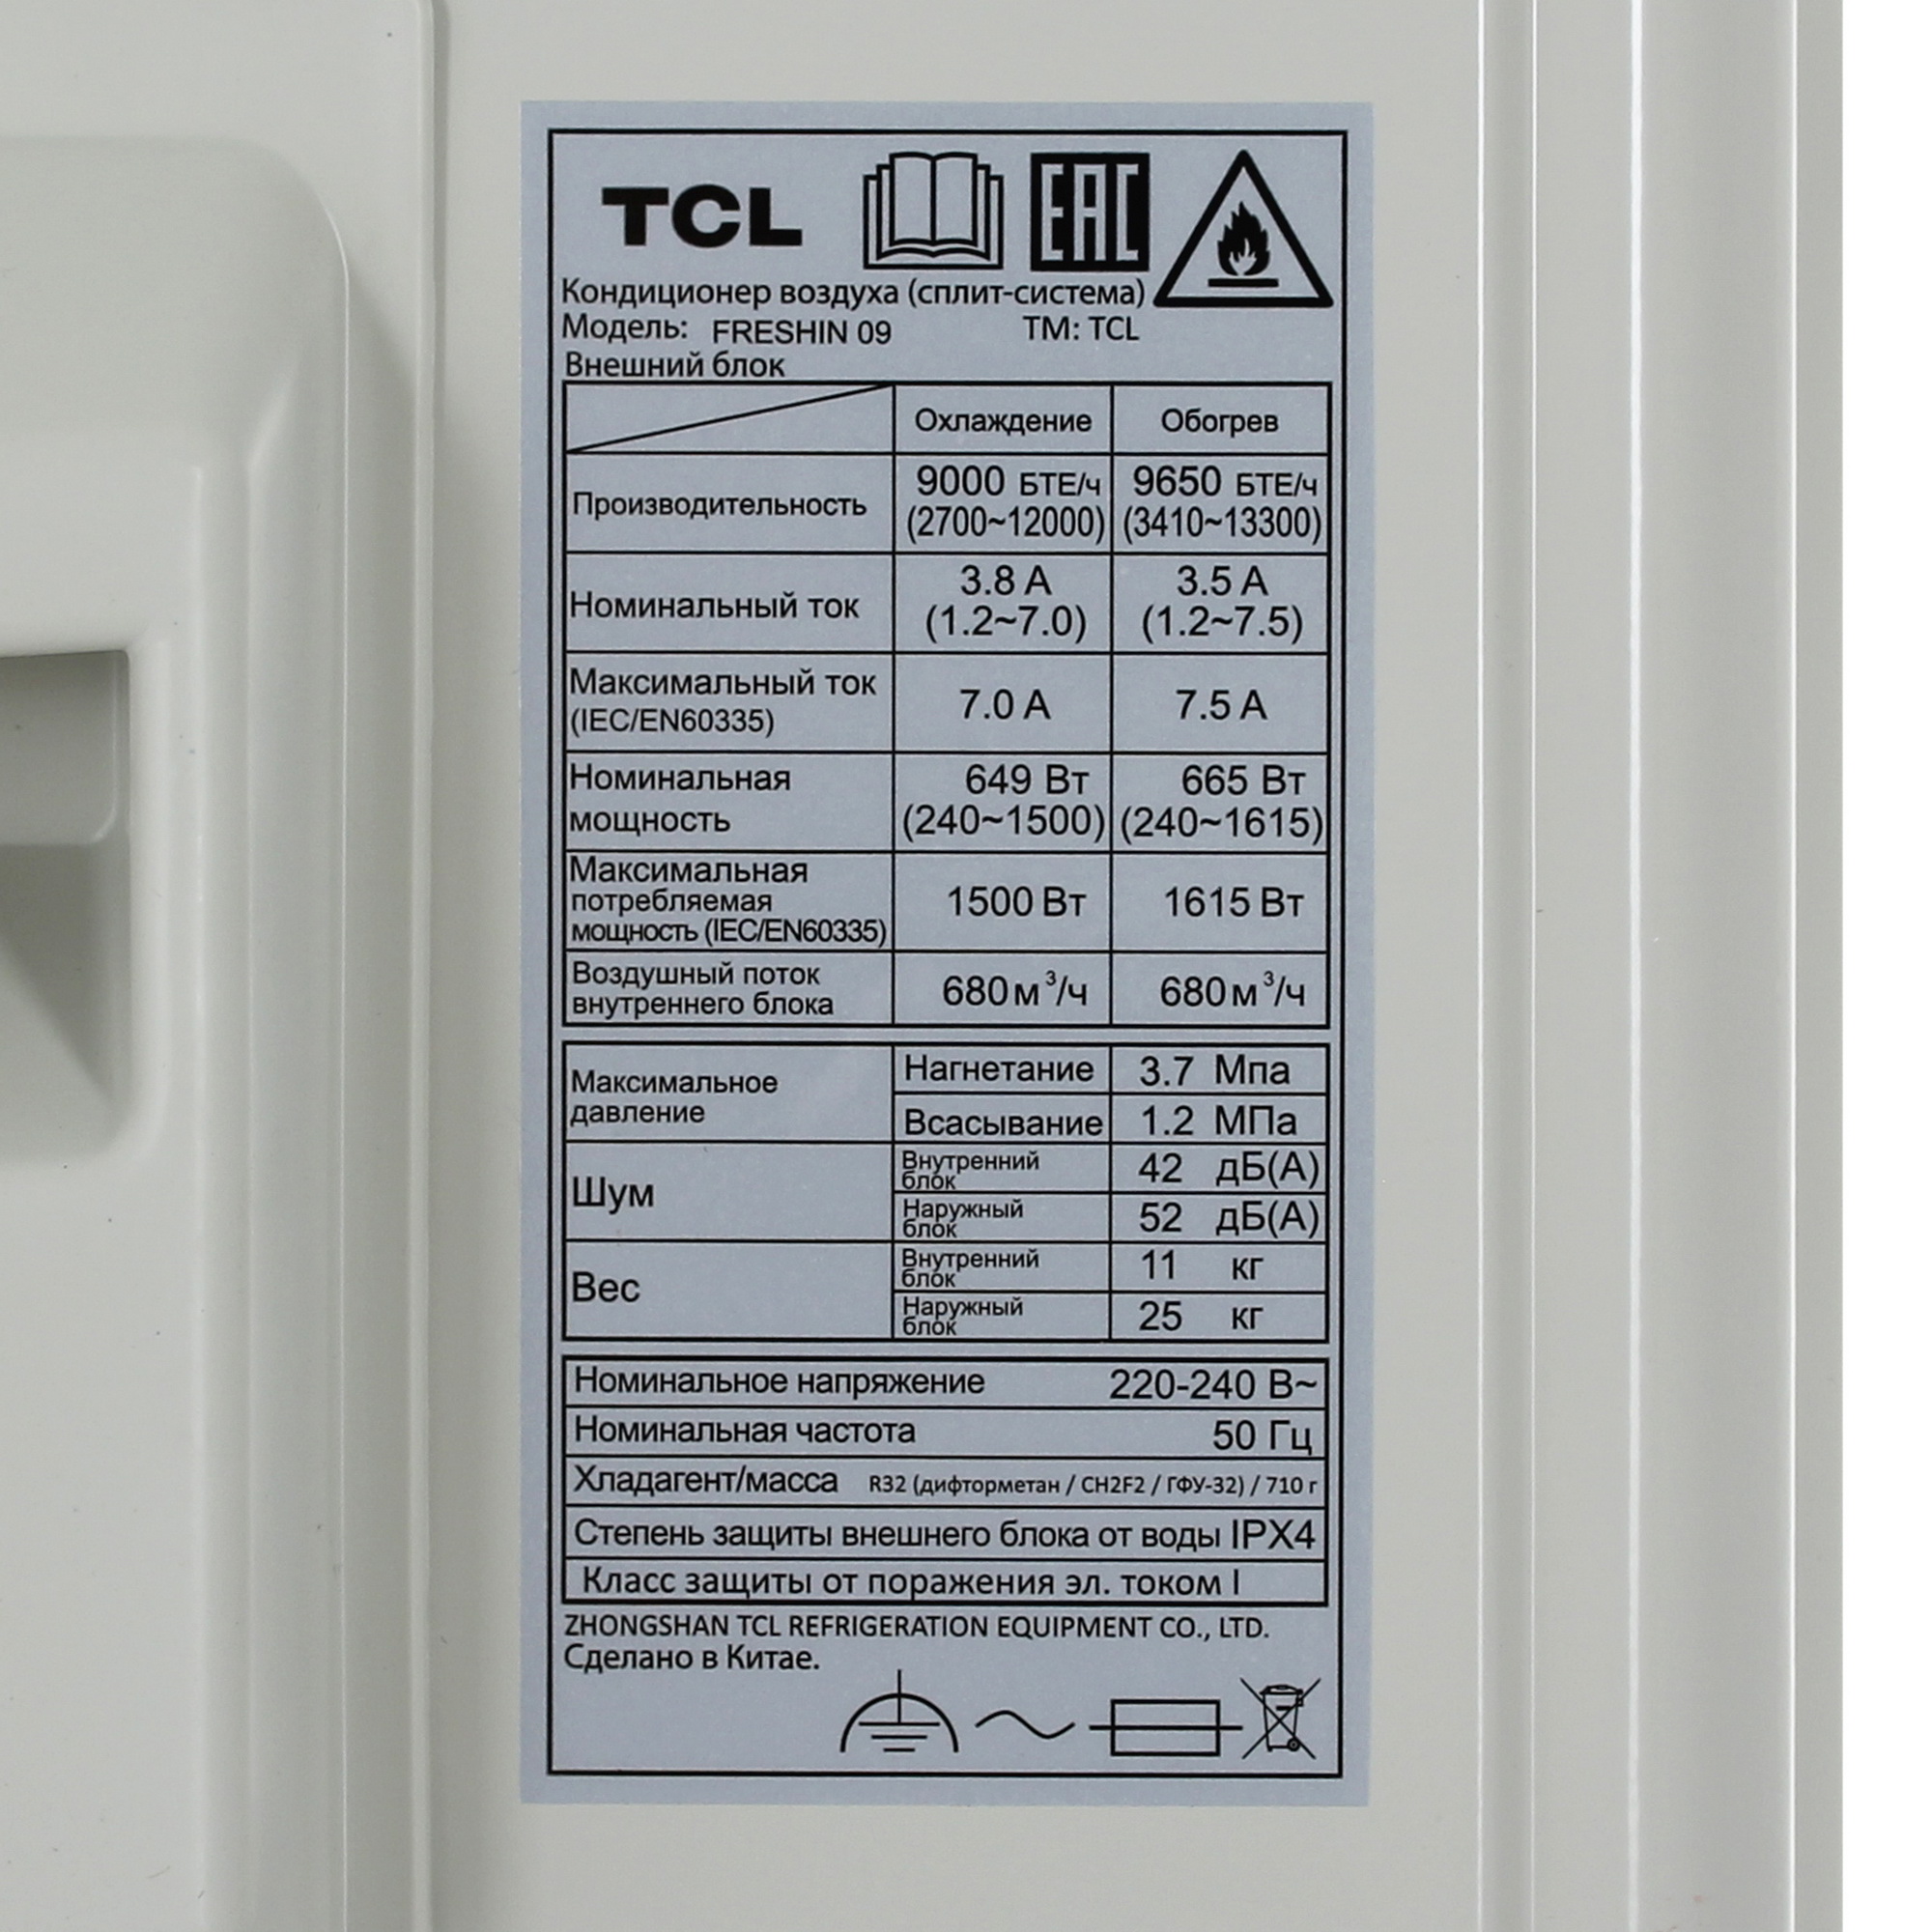 TCL EAC
Кондиционер воздуха (сплит-система)
Модель: FRESHIN 09 ТМ: TCL
Внешний блок
Охлаждение Обогрев
Производительность 9000 БТЕ/ч (2700~12000) 9650 БТЕ/ч (3410~13300)
Номинальный ток 3.8 А (1.2~7.0) 3.5 А (1.2~7.5)
Максимальный ток (IEC/EN60335) 7.0 А 7.5 А
Номинальная мощность 649 Вт (240~1500) 665 Вт (240~1615)
Максимальная потребляемая мощность (IEC/EN60335) 1500 Вт 1615 Вт
Воздушный поток внутреннего блока 680 м³/ч 680 м³/ч
Максимальное давление Нагнетание 3.7 Мпа
Всасывание 1.2 МПа
Шум Внутренний блок 42 дБ(А)
Наружный блок 52 дБ(А)
Вес Внутренний блок 11 кг
Наружный блок 25 кг
Номинальное напряжение 220-240 В~
Номинальная частота 50 Гц
Хладагент/масса R32 (дифторметан / CH2F2 / ГФУ-32) / 710 г
Степень защиты внешнего блока от воды IPX4
Класс защиты от поражения эл. током I
ZHONGSHAN TCL REFRIGERATION EQUIPMENT CO., LTD.
Сделано в Китае.